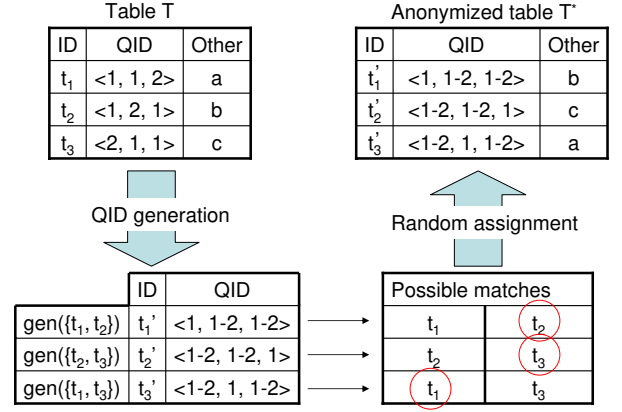 Table T
ID QID Other
t1 <1, 1, 2> a
t2 <1, 2, 1> b
t3 <2, 1, 1> c
Anonymized table T*
ID QID Other
t1' <1, 1-2, 1-2> b
t2' <1-2, 1-2, 1> c
t3' <1-2, 1, 1-2> a
QID generation
Random assignment
ID QID
gen({t1, t2}) t1' <1, 1-2, 1-2>
gen({t2, t3}) t2' <1-2, 1-2, 1>
gen({t1, t3}) t3' <1-2, 1, 1-2>
Possible matches
t1 t2
t2 t3
t1 t3